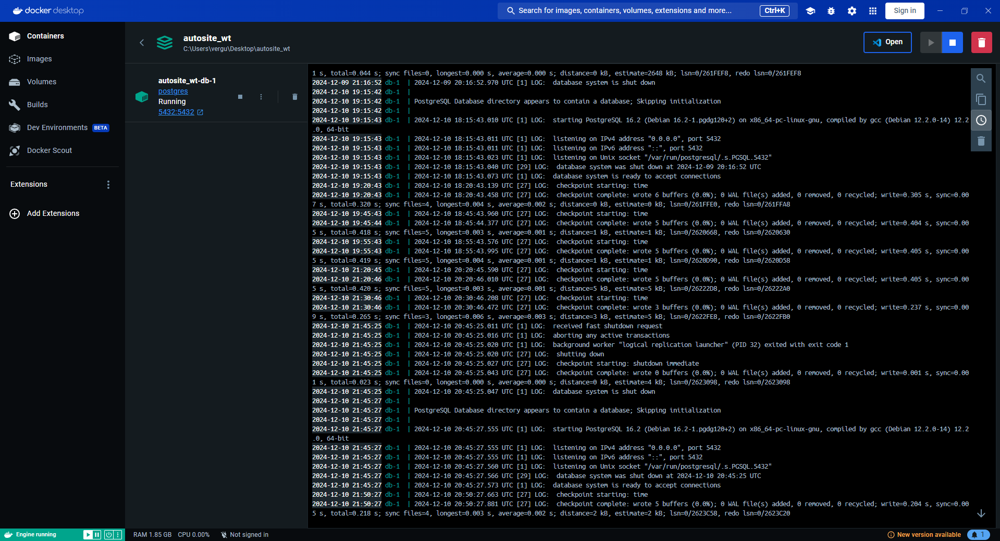 docker desktop
Search for images, containers, volumes, extensions and more...
Ctrl+K
Sign in
Containers
Images
Volumes
Builds
Dev Environments BETA
Docker Scout
Extensions
Add Extensions
autosite_wt
C:\Users\vergu\Desktop\autosite_wt
Open
autosite_wt-db-1
postgres
Running
5432:5432
1 s, total=0.044 s; sync files=0, longest=0.000 s, average=0.000 s; distance=0 kB, estimate=2648 kB; lsn=0/261FEF8, redo lsn=0/261FEF8
2024-12-09 21:16:52 db-1 | 2024-12-09 20:16:52.970 UTC [1] LOG: database system is shut down
2024-12-10 19:15:42 db-1 |
2024-12-10 19:15:42 db-1 | PostgreSQL Database directory appears to contain a database; Skipping initialization
2024-12-10 19:15:42 db-1 |
2024-12-10 19:15:43 db-1 | 2024-12-10 18:15:43.010 UTC [1] LOG: starting PostgreSQL 16.2 (Debian 16.2-1.pgdg120+2) on x86_64-pc-linux-gnu, compiled by gcc (Debian 12.2.0-14) 12.2
.0, 64-bit
2024-12-10 19:15:43 db-1 | 2024-12-10 18:15:43.011 UTC [1] LOG: listening on IPv4 address "0.0.0.0", port 5432
2024-12-10 19:15:43 db-1 | 2024-12-10 18:15:43.011 UTC [1] LOG: listening on IPv6 address "::", port 5432
2024-12-10 19:15:43 db-1 | 2024-12-10 18:15:43.023 UTC [1] LOG: listening on Unix socket "/var/run/postgresql/.s.PGSQL.5432"
2024-12-10 19:15:43 db-1 | 2024-12-10 18:15:43.040 UTC [29] LOG: database system was shut down at 2024-12-09 20:16:52 UTC
2024-12-10 19:15:43 db-1 | 2024-12-10 18:15:43.073 UTC [1] LOG: database system is ready to accept connections
2024-12-10 19:20:43 db-1 | 2024-12-10 18:20:43.139 UTC [27] LOG: checkpoint starting: time
2024-12-10 19:20:43 db-1 | 2024-12-10 18:20:43.458 UTC [27] LOG: checkpoint complete: wrote 6 buffers (0.0%); 0 WAL file(s) added, 0 removed, 0 recycled; write=0.305 s, sync=0.00
7 s, total=0.320 s; sync files=4, longest=0.004 s, average=0.002 s; distance=0 kB, estimate=0 kB; lsn=0/261FFE0, redo lsn=0/261FFA8
2024-12-10 19:45:43 db-1 | 2024-12-10 18:45:43.960 UTC [27] LOG: checkpoint starting: time
2024-12-10 19:45:44 db-1 | 2024-12-10 18:45:44.377 UTC [27] LOG: checkpoint complete: wrote 5 buffers (0.0%); 0 WAL file(s) added, 0 removed, 0 recycled; write=0.404 s, sync=0.00
5 s, total=0.418 s; sync files=5, longest=0.003 s, average=0.001 s; distance=1 kB, estimate=1 kB; lsn=0/2620668, redo lsn=0/2620630
2024-12-10 19:55:43 db-1 | 2024-12-10 18:55:43.576 UTC [27] LOG: checkpoint starting: time
2024-12-10 19:55:43 db-1 | 2024-12-10 18:55:43.995 UTC [27] LOG: checkpoint complete: wrote 5 buffers (0.0%); 0 WAL file(s) added, 0 removed, 0 recycled; write=0.405 s, sync=0.00
5 s, total=0.419 s; sync files=5, longest=0.004 s, average=0.001 s; distance=1 kB, estimate=1 kB; lsn=0/2620D90, redo lsn=0/2620D58
2024-12-10 21:20:45 db-1 | 2024-12-10 20:20:45.590 UTC [27] LOG: checkpoint starting: time
2024-12-10 21:20:46 db-1 | 2024-12-10 20:20:46.010 UTC [27] LOG: checkpoint complete: wrote 5 buffers (0.0%); 0 WAL file(s) added, 0 removed, 0 recycled; write=0.405 s, sync=0.00
5 s, total=0.420 s; sync files=5, longest=0.003 s, average=0.001 s; distance=5 kB, estimate=5 kB; lsn=0/26222D8, redo lsn=0/26222A0
2024-12-10 21:30:46 db-1 | 2024-12-10 20:30:46.208 UTC [27] LOG: checkpoint starting: time
2024-12-10 21:30:46 db-1 | 2024-12-10 20:30:46.472 UTC [27] LOG: checkpoint complete: wrote 3 buffers (0.0%); 0 WAL file(s) added, 0 removed, 0 recycled; write=0.237 s, sync=0.00
9 s, total=0.265 s; sync files=3, longest=0.006 s, average=0.003 s; distance=3 kB, estimate=5 kB; lsn=0/2622FE8, redo lsn=0/2622FB0
2024-12-10 21:45:25 db-1 | 2024-12-10 20:45:25.011 UTC [1] LOG: received fast shutdown request
2024-12-10 21:45:25 db-1 | 2024-12-10 20:45:25.016 UTC [1] LOG: aborting any active transactions
2024-12-10 21:45:25 db-1 | 2024-12-10 20:45:25.020 UTC [1] LOG: background worker "logical replication launcher" (PID 32) exited with exit code 1
2024-12-10 21:45:25 db-1 | 2024-12-10 20:45:25.020 UTC [27] LOG: shutting down
2024-12-10 21:45:25 db-1 | 2024-12-10 20:45:25.027 UTC [27] LOG: checkpoint starting: shutdown immediate
2024-12-10 21:45:25 db-1 | 2024-12-10 20:45:25.043 UTC [27] LOG: checkpoint complete: wrote 0 buffers (0.0%); 0 WAL file(s) added, 0 removed, 0 recycled; write=0.001 s, sync=0.00
1 s, total=0.023 s; sync files=0, longest=0.000 s, average=0.000 s; distance=0 kB, estimate=4 kB; lsn=0/2623098, redo lsn=0/2623098
2024-12-10 21:45:25 db-1 | 2024-12-10 20:45:25.047 UTC [1] LOG: database system is shut down
2024-12-10 21:45:27 db-1 |
2024-12-10 21:45:27 db-1 | PostgreSQL Database directory appears to contain a database; Skipping initialization
2024-12-10 21:45:27 db-1 |
2024-12-10 21:45:27 db-1 | 2024-12-10 20:45:27.555 UTC [1] LOG: starting PostgreSQL 16.2 (Debian 16.2-1.pgdg120+2) on x86_64-pc-linux-gnu, compiled by gcc (Debian 12.2.0-14) 12.2
.0, 64-bit
2024-12-10 21:45:27 db-1 | 2024-12-10 20:45:27.555 UTC [1] LOG: listening on IPv4 address "0.0.0.0", port 5432
2024-12-10 21:45:27 db-1 | 2024-12-10 20:45:27.555 UTC [1] LOG: listening on IPv6 address "::", port 5432
2024-12-10 21:45:27 db-1 | 2024-12-10 20:45:27.560 UTC [1] LOG: listening on Unix socket "/var/run/postgresql/.s.PGSQL.5432"
2024-12-10 21:45:27 db-1 | 2024-12-10 20:45:27.566 UTC [29] LOG: database system was shut down at 2024-12-10 20:45:25 UTC
2024-12-10 21:45:27 db-1 | 2024-12-10 20:45:27.573 UTC [1] LOG: database system is ready to accept connections
2024-12-10 21:50:27 db-1 | 2024-12-10 20:50:27.663 UTC [27] LOG: checkpoint starting: time
2024-12-10 21:50:27 db-1 | 2024-12-10 20:50:27.881 UTC [27] LOG: checkpoint complete: wrote 5 buffers (0.0%); 0 WAL file(s) added, 0 removed, 0 recycled; write=0.204 s, sync=0.00
5 s, total=0.218 s; sync files=4, longest=0.003 s, average=0.002 s; distance=2 kB, estimate=2 kB; lsn=0/2623C58, redo lsn=0/2623C20
Engine running
RAM 1.85 GB CPU 0.00% Not signed in
New version available
1